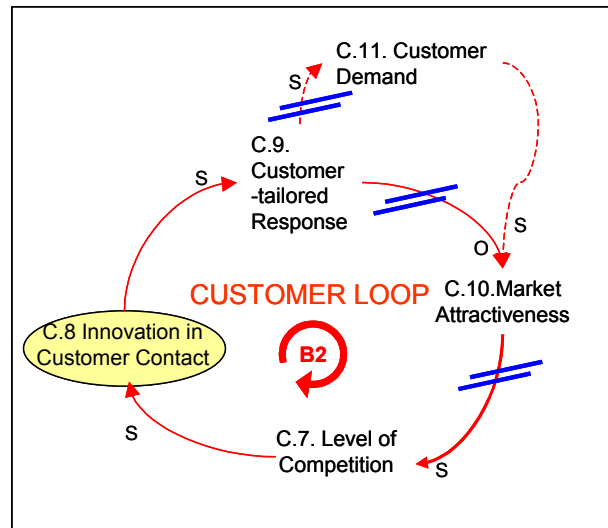 C.11. Customer
Demand
S
C.9.
Customer
-tailored
Response
S
S
O
CUSTOMER LOOP
C.10.Market
Attractiveness
C.8 Innovation in
Customer Contact
B2
S
C.7. Level of
Competition
S